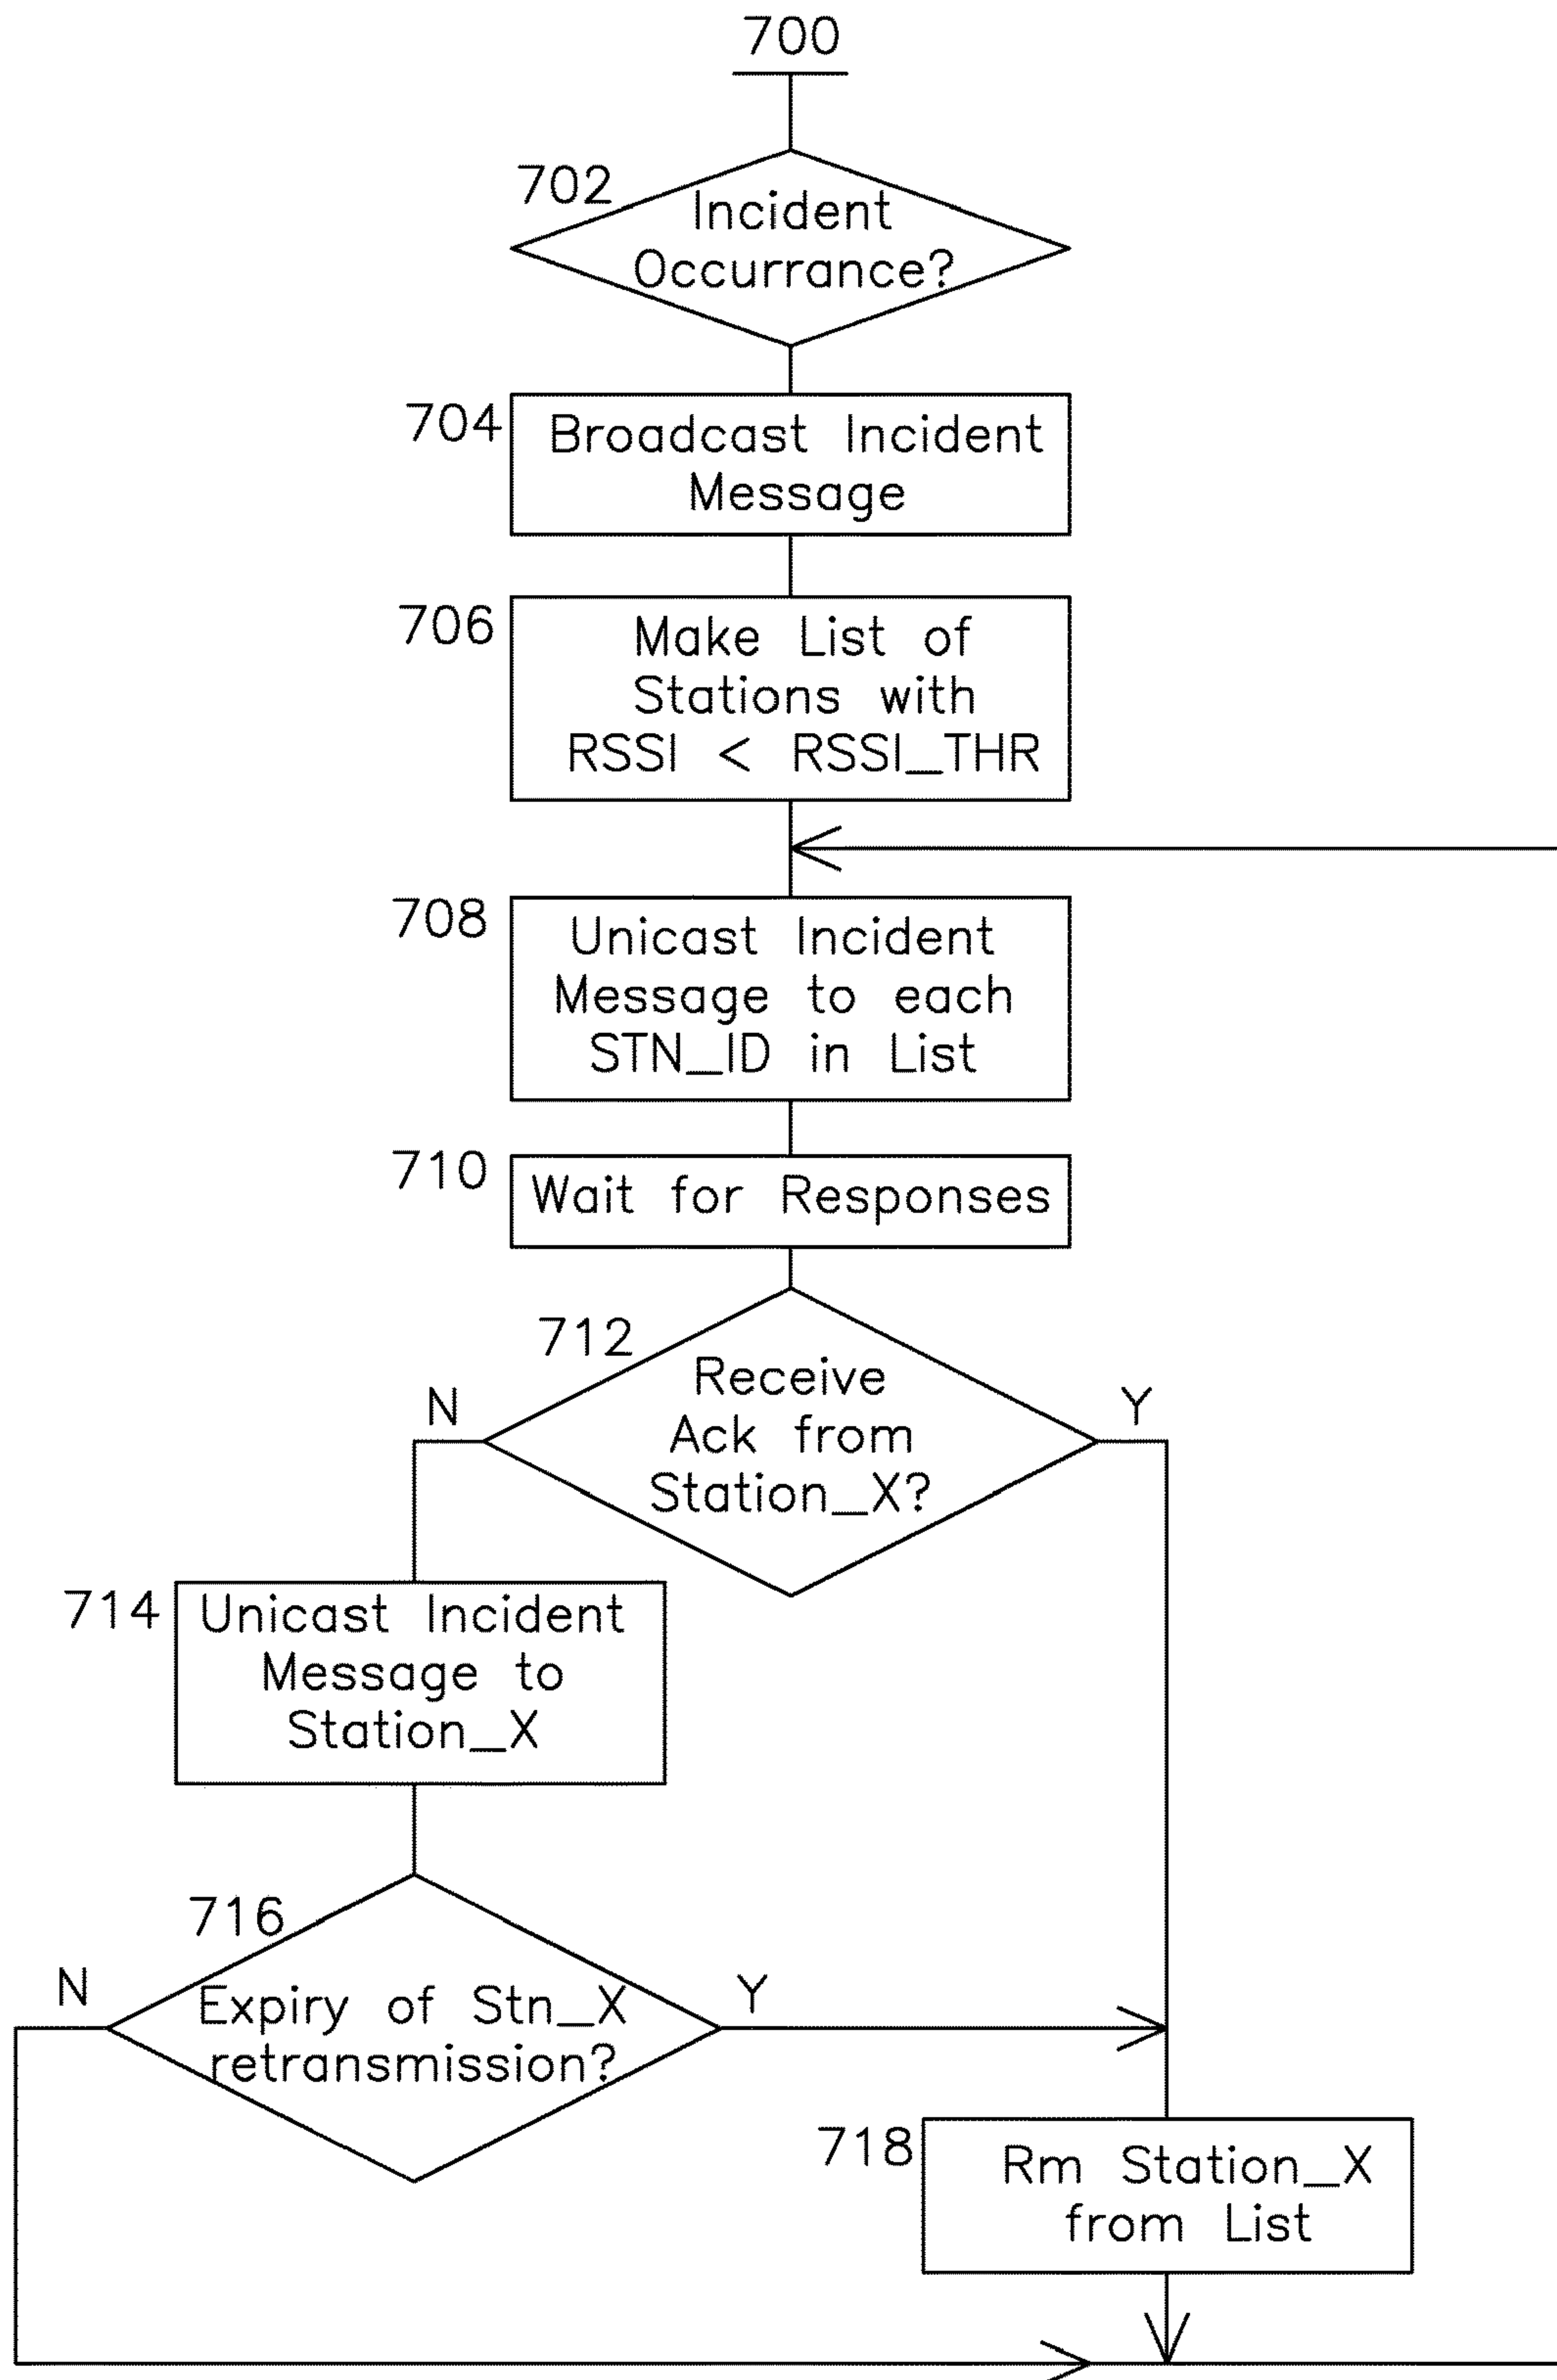 700
702
Incident
Occurrance?
704
Broadcast Incident
Message
706
Make List of
Stations with
RSSI < RSSI_THR
708
Unicast Incident
Message to each
STN_ID in List
710
Wait for Responses
712
Receive
Ack from
Station_X?
N
Y
714
Unicast Incident
Message to
Station_X
716
Expiry of Stn_X
retransmission?
N
Y
718
Rm Station_X
from List